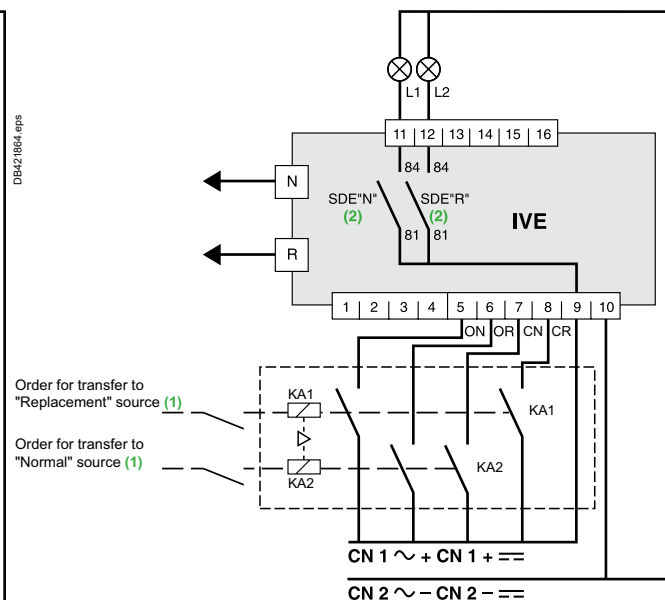 DB421864.eps
L1 L2
11 12 13 14 15 16
84 84
N
SDE"N" SDE"R"
(2) (2)
IVE
81 81
R
1 2 3 4 5 6 7 8 9 10
ON OR CN CR
Order for transfer to
"Replacement" source (1)
KA1
KA1
Order for transfer to
"Normal" source (1)
KA2
KA2
CN 1 ~ + CN 1 + ⎓
CN 2 ~ – CN 2 – ⎓